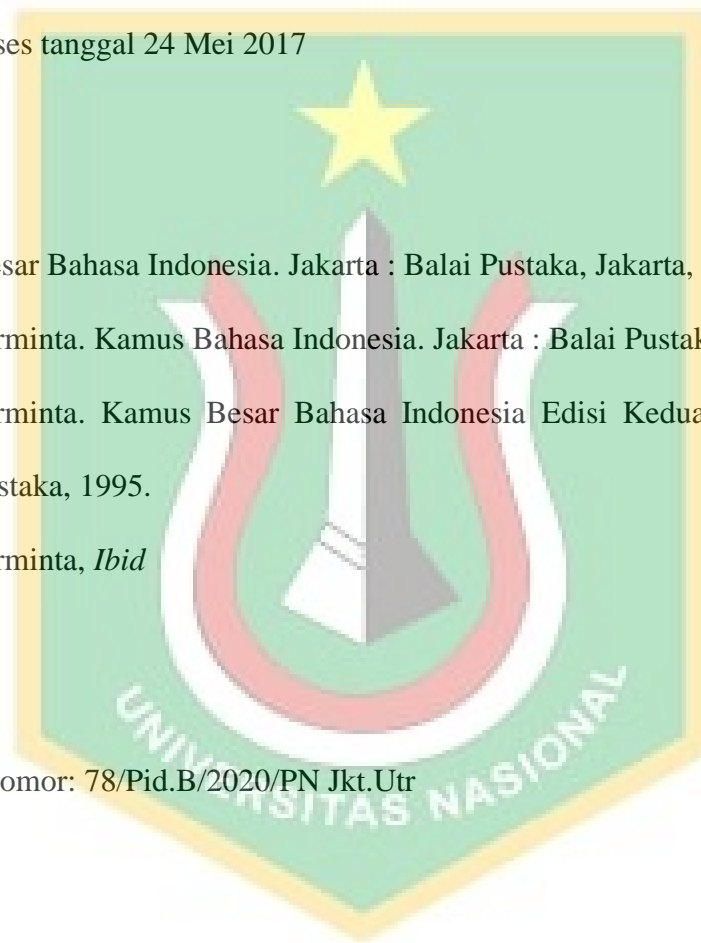 ses tanggal 24 Mei 2017
esar Bahasa Indonesia. Jakarta : Balai Pustaka, Jakarta,
rminta. Kamus Bahasa Indonesia. Jakarta : Balai Pustak
rminta. Kamus Besar Bahasa Indonesia Edisi Kedua
staka, 1995.
rminta, Ibid
omor: 78/Pid.B/2020/PN Jkt.Utr
UNIVERSITAS NASIONAL